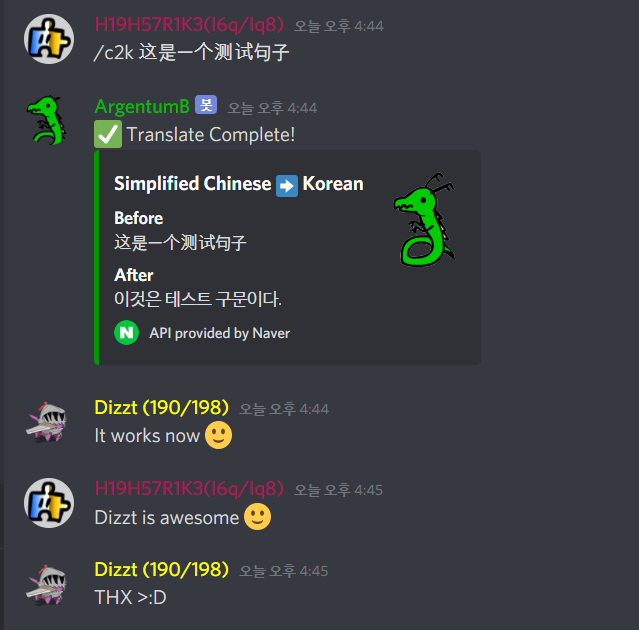 H19H57R1K3(I6q/Iq8) 오늘 오후 4:44
/c2k 这是一个测试句子
ArgentumB 봇 오늘 오후 4:44
✅ Translate Complete!
Simplified Chinese ➡ Korean
Before
这是一个测试句子
After
이것은 테스트 구문이다.
N API provided by Naver
Dizzt (190/198) 오늘 오후 4:44
It works now 🙂
H19H57R1K3(I6q/Iq8) 오늘 오후 4:45
Dizzt is awesome 🙂
Dizzt (190/198) 오늘 오후 4:45
THX >:D